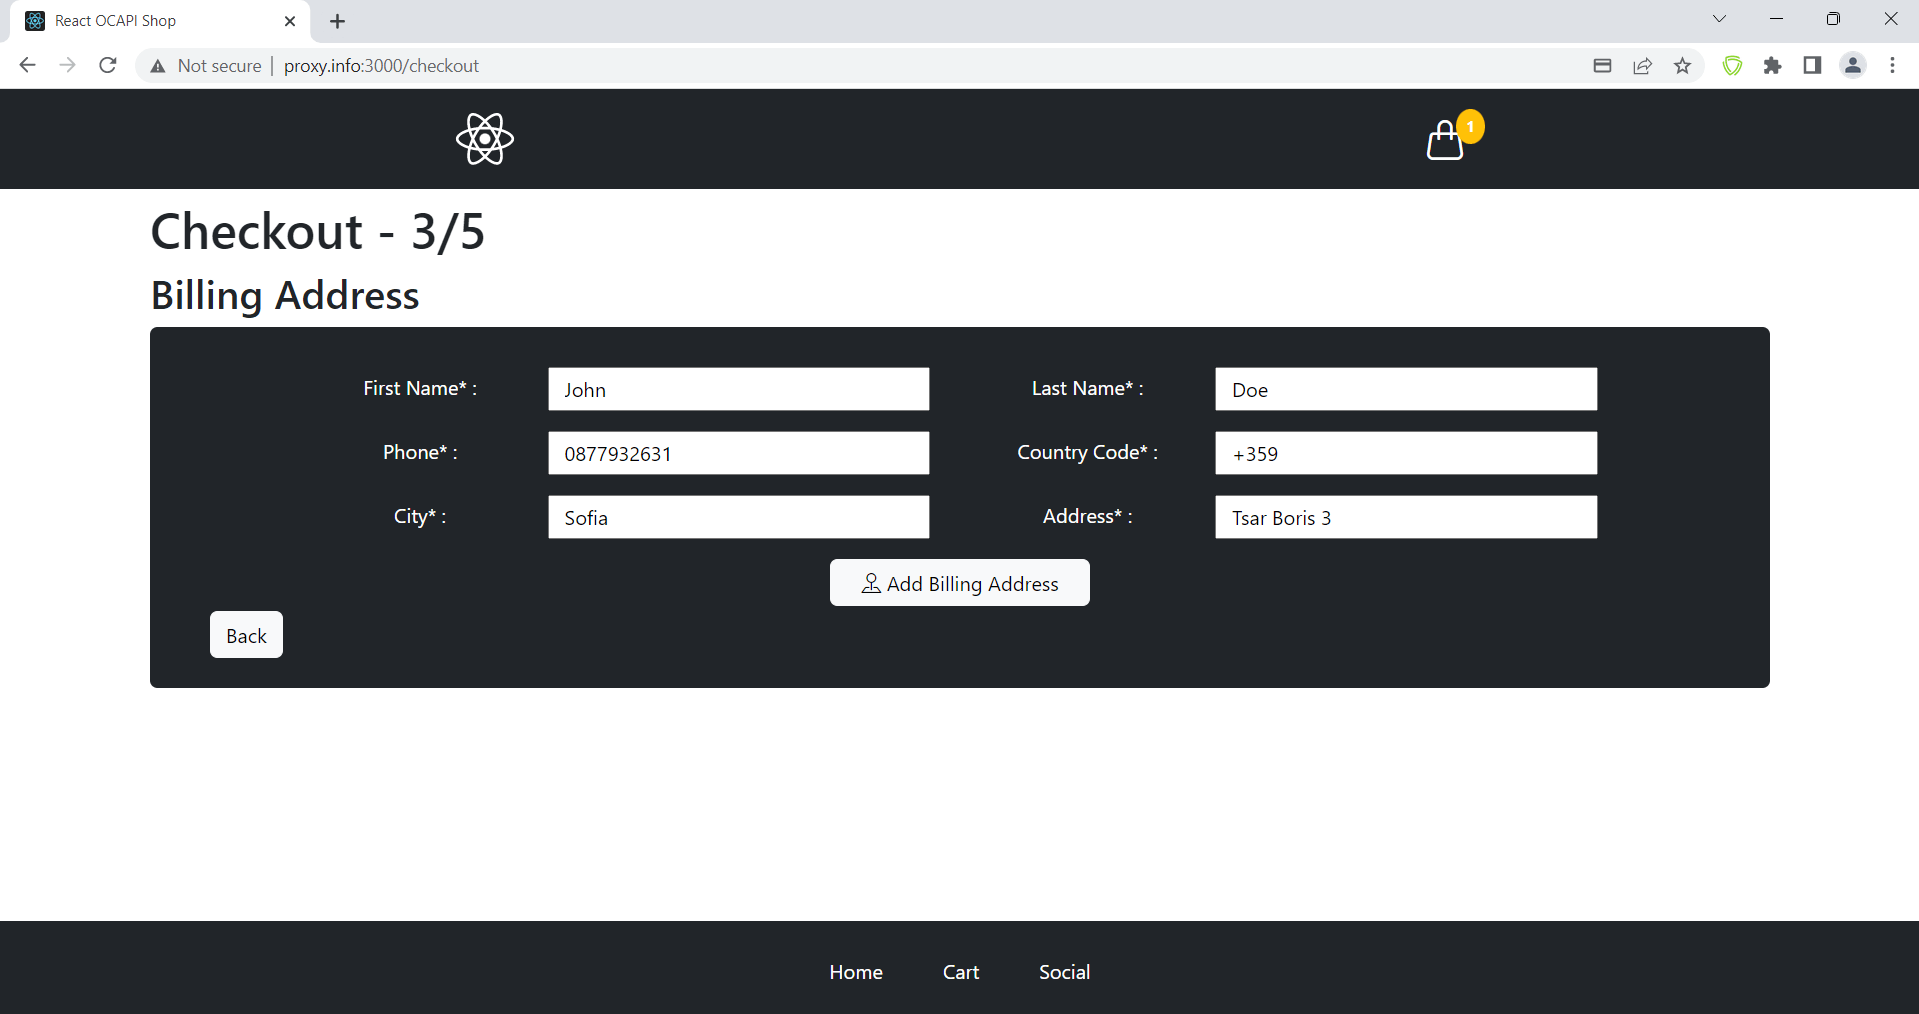 React OCAPI Shop
Not secure proxy.info:3000/checkout
1
Checkout - 3/5
Billing Address
First Name* : John Last Name* : Doe
Phone* : 0877932631 Country Code* : +359
City* : Sofia Address* : Tsar Boris 3
Add Billing Address
Back
Home Cart Social